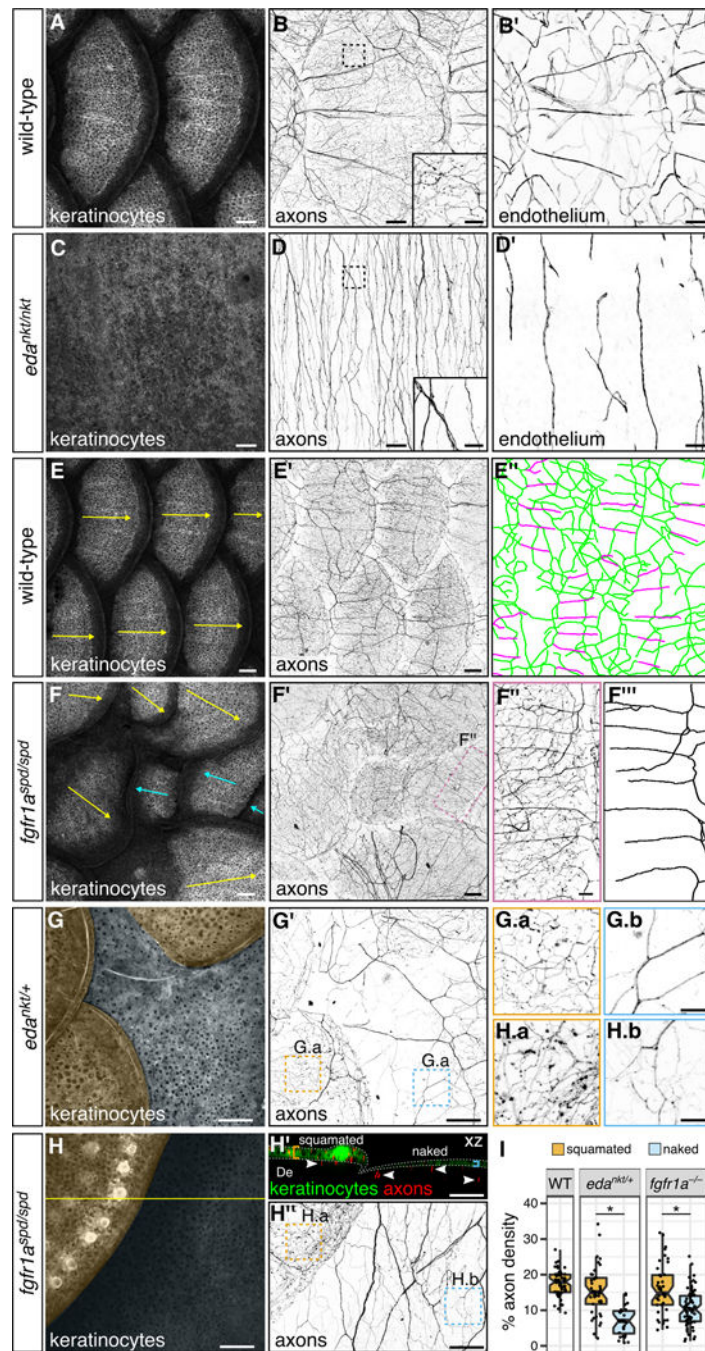 wild-type
A
keratinocytes
B
axons
B'
endothelium
eda nkt/nkt
C
keratinocytes
D
axons
D'
endothelium
wild-type
E
keratinocytes
E'
axons
E"
fgfr1a spd/spd
F
keratinocytes
F'
F"
axons
F"
F'''
eda nkt/+
G
keratinocytes
G'
G.a
G.a
axons
G.a
G.b
H.a
H.b
fgfr1a spd/spd
H
keratinocytes
H'
squamated
naked
XZ
De
keratinocytes axons
H"
H.a
H.b
axons
I
squamated naked
WT
eda nkt/+
fgfr1a −/−
* *
% axon density
40
30
20
10
0